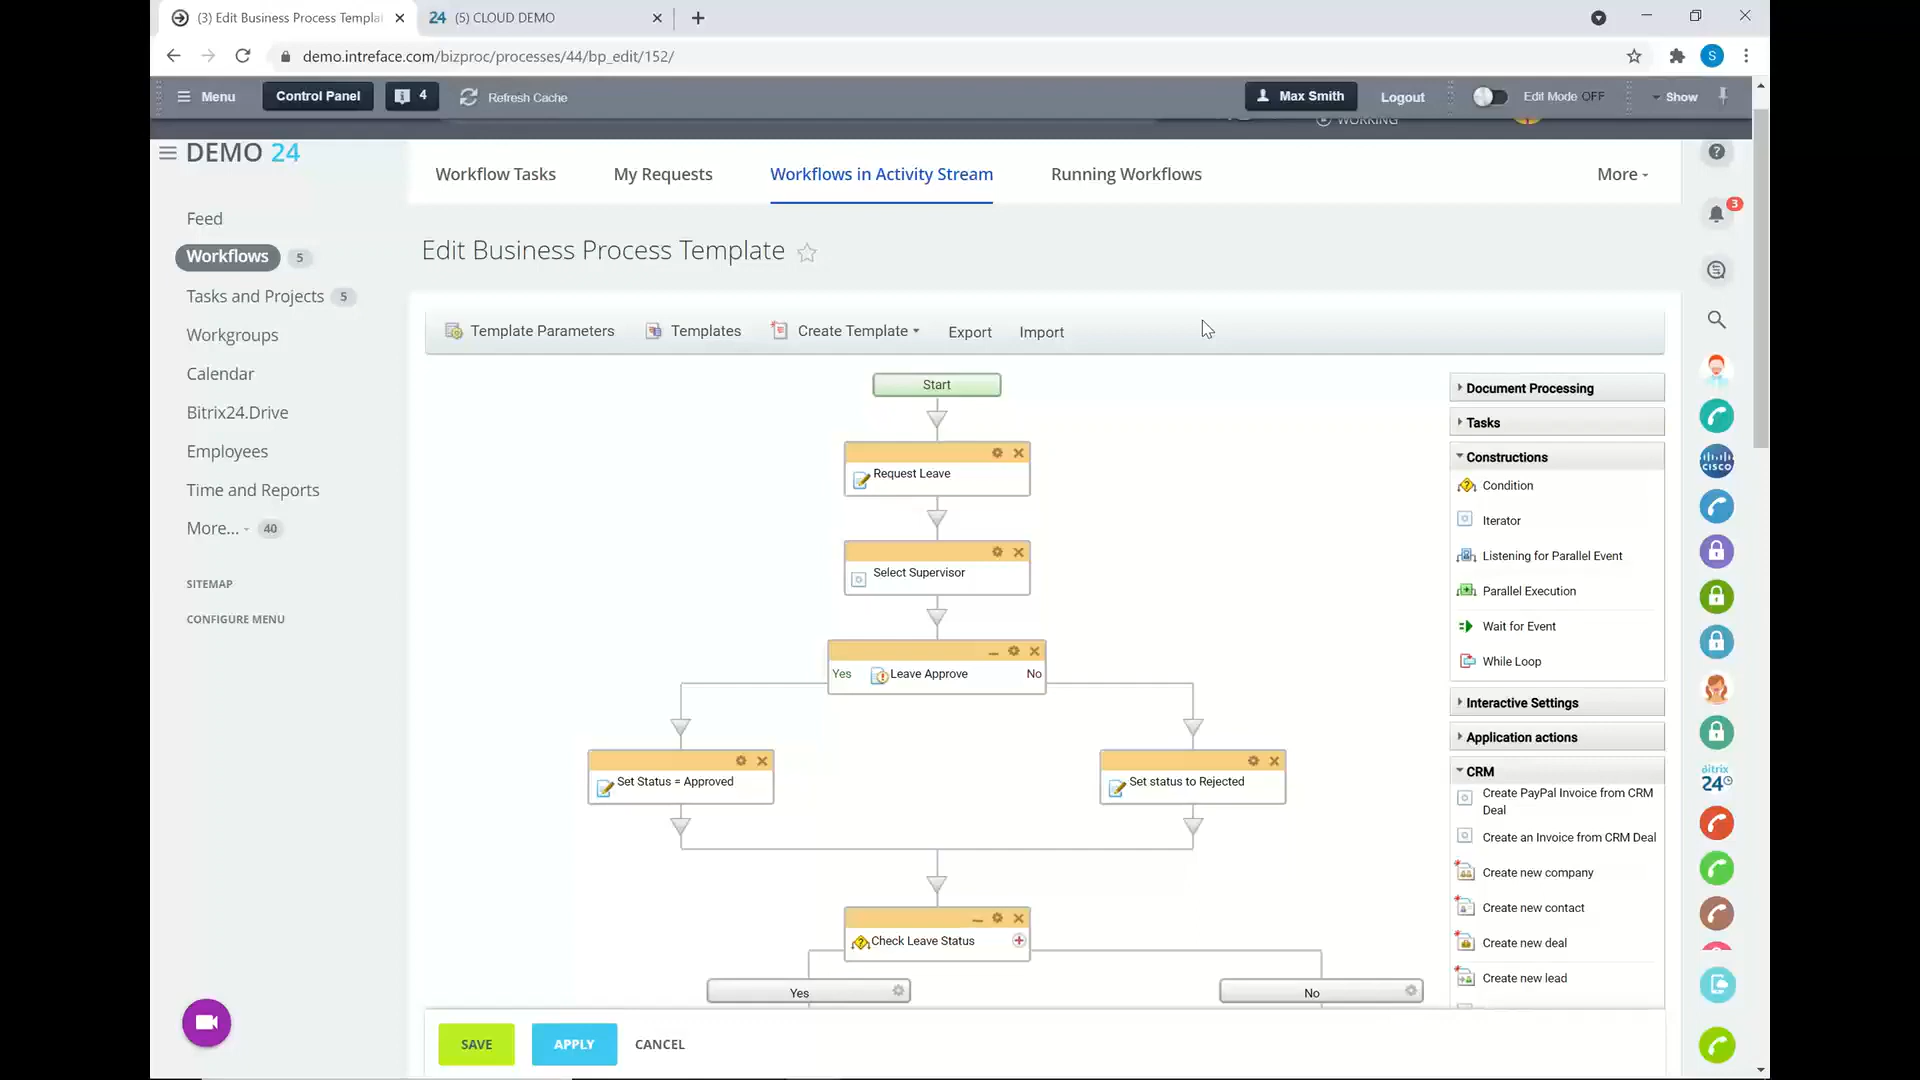 (3) Edit Business Process Templa
24 (5) CLOUD DEMO
demo.intreface.com/bizproc/processes/44/bp_edit/152/
S
Menu
Control Panel
4
Refresh Cache
Max Smith
Logout
Edit Mode OFF
Show
WORKING
DEMO 24
Workflow Tasks
My Requests
Workflows in Activity Stream
Running Workflows
More
Feed
Workflows 5
Tasks and Projects 5
Workgroups
Calendar
Bitrix24.Drive
Employees
Time and Reports
More... 40
SITEMAP
CONFIGURE MENU
Edit Business Process Template
Template Parameters
Templates
Create Template
Export
Import
Start
Request Leave
Select Supervisor
Yes
Leave Approve
No
Set Status = Approved
Set status to Rejected
Check Leave Status
Yes
No
Document Processing
Tasks
Constructions
Condition
Iterator
Listening for Parallel Event
Parallel Execution
Wait for Event
While Loop
Interactive Settings
Application actions
CRM
Create PayPal Invoice from CRM
Deal
Create an Invoice from CRM Deal
Create new company
Create new contact
Create new deal
Create new lead
SAVE
APPLY
CANCEL
3
CISCO
bitrix
24